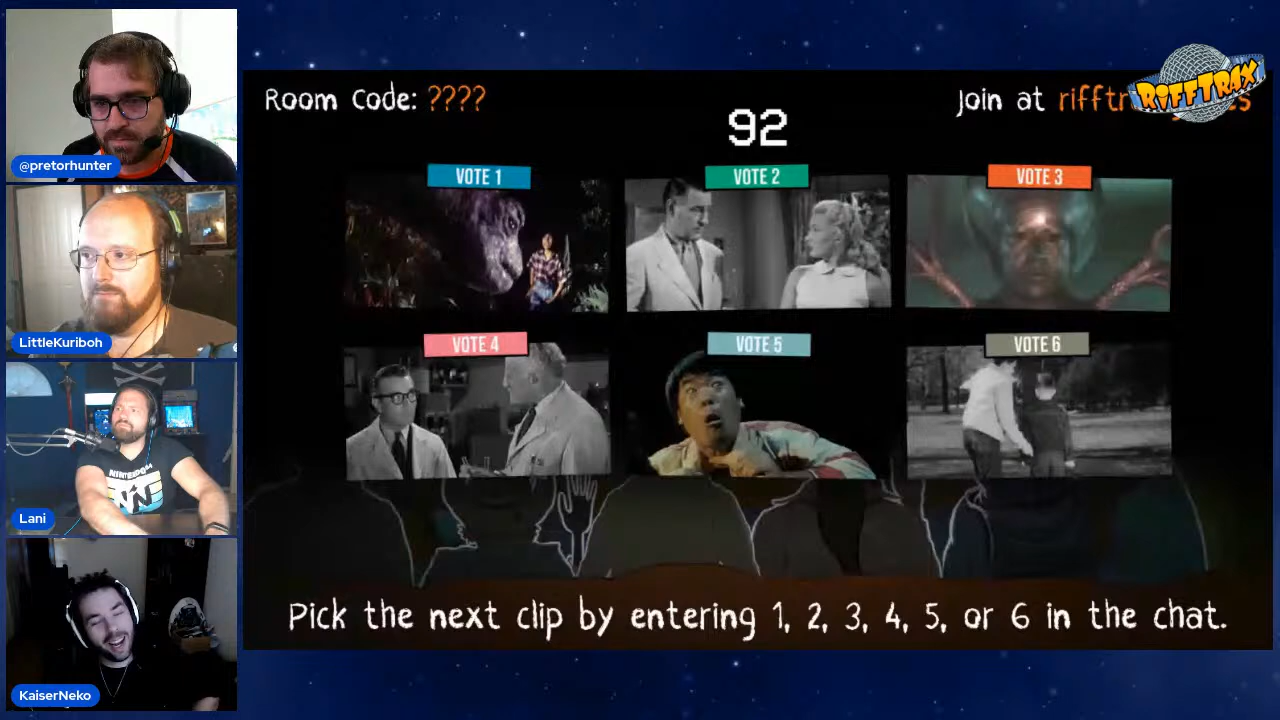 Room Code: ????
Join at rifftr
RiffTrax
92
VOTE 1
VOTE 2
VOTE 3
VOTE 4
VOTE 5
VOTE 6
Pick the next clip by entering 1, 2, 3, 4, 5, or 6 in the chat.
@pretorhunter
LittleKuriboh
NINTENDO64
Lani
KaiserNeko